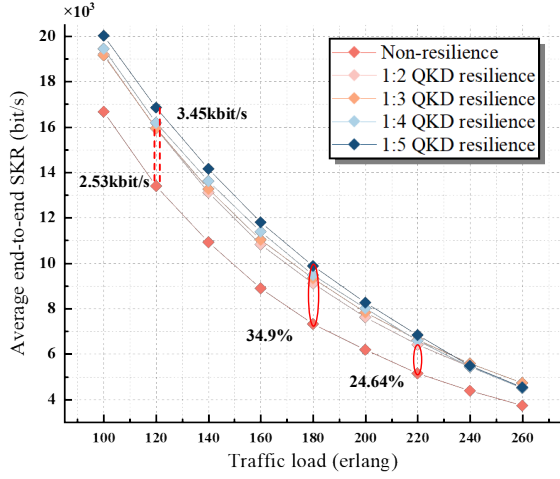 ×10³
20
18
16
14
12
10
8
6
4
Average end-to-end SKR (bit/s)
Non-resilience
1:2 QKD resilience
1:3 QKD resilience
1:4 QKD resilience
1:5 QKD resilience
3.45kbit/s
2.53kbit/s
34.9%
24.64%
100 120 140 160 180 200 220 240 260
Traffic load (erlang)